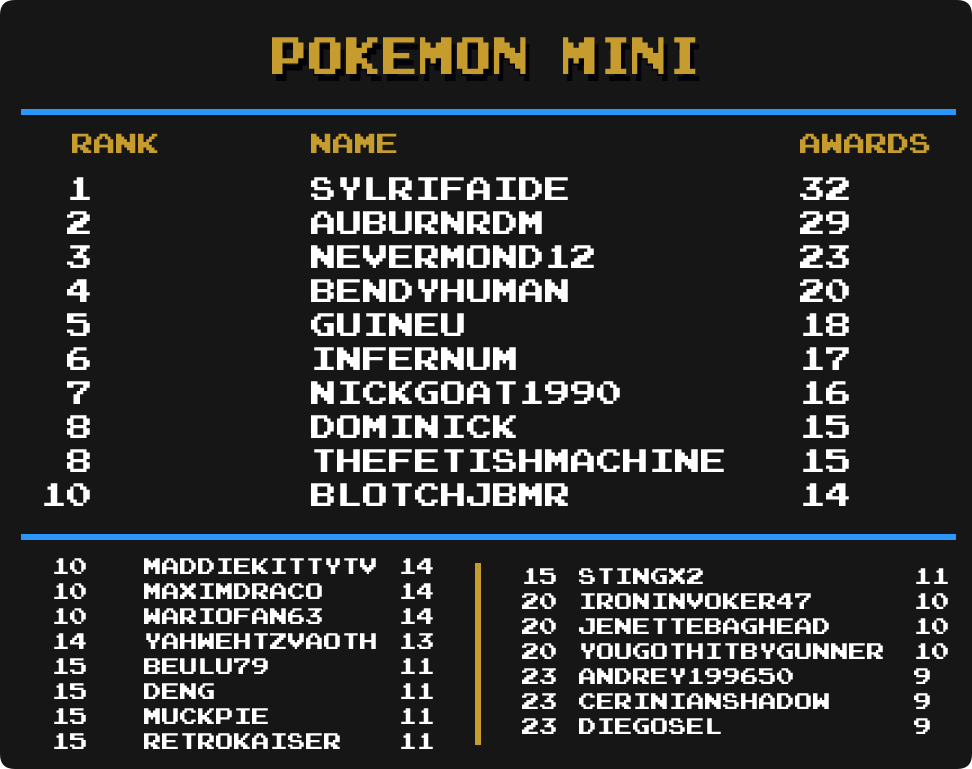 POKEMON MINI
RANK NAME AWARDS
1 SYLRIFAIDE 32
2 AUBURNRDM 29
3 NEVERMOND12 23
4 BENDYHUMAN 20
5 GUINEU 18
6 INFERNUM 17
7 NICKGOAT1990 16
8 DOMINICK 15
8 THEFETISHMACHINE 15
10 BLOTCHJBMR 14
10 MADDIEKITTYTV 14
10 MAXIMDRACO 14
10 WARIOFAN63 14
14 YAHWEHTZVAOTH 13
15 BEULU79 11
15 DENG 11
15 MUCKPIE 11
15 RETROKAISER 11
15 STINGX2 11
20 IRONINVOKER47 10
20 JENETTEBAGHEAD 10
20 YOUGOTHITBYGUNNER 10
23 ANDREY199650 9
23 CERINIANSHADOW 9
23 DIEGOSEL 9